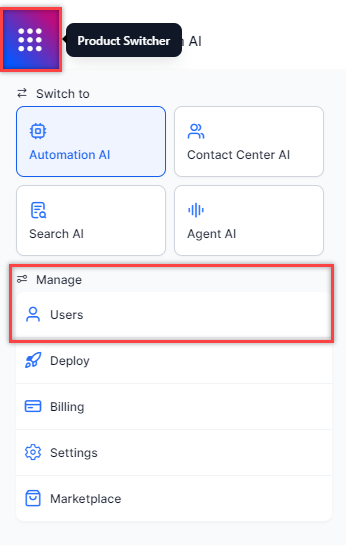 Product Switcher
n AI
Switch to
Automation AI
Contact Center AI
Search AI
Agent AI
Manage
Users
Deploy
Billing
Settings
Marketplace